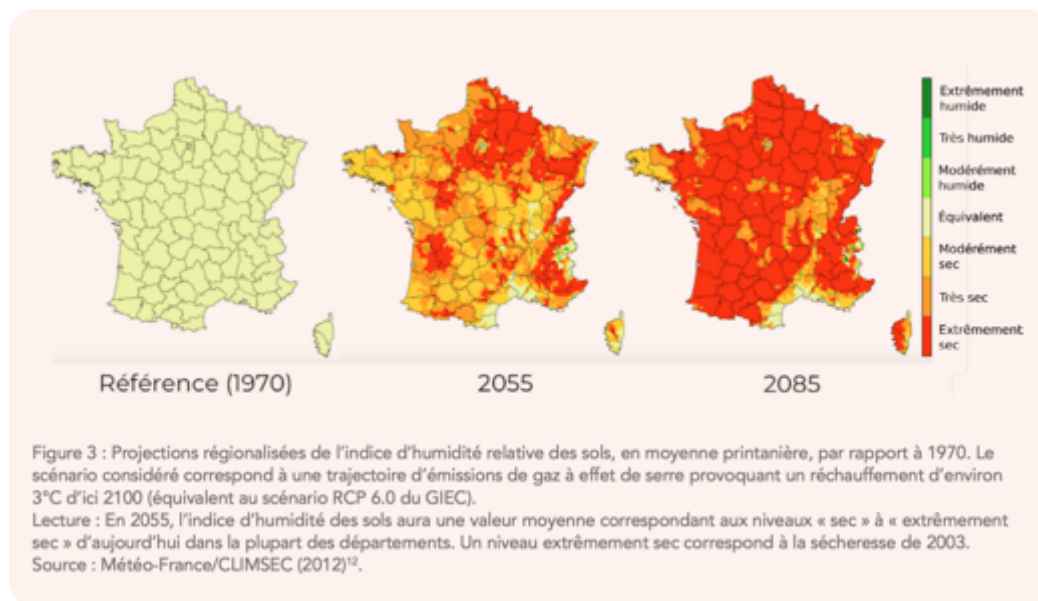 Extrêmement
humide
Très humide
Modérément
humide
Équivalent
Modérément
sec
Très sec
Extrêmement
sec
Référence (1970)
2055
2085
Figure 3 : Projections régionalisées de l'indice d'humidité relative des sols, en moyenne printanière, par rapport à 1970. Le
scénario considéré correspond à une trajectoire d'émissions de gaz à effet de serre provoquant un réchauffement d'environ
3°C d'ici 2100 (équivalent au scénario RCP 6.0 du GIEC).
Lecture : En 2055, l'indice d'humidité des sols aura une valeur moyenne correspondant aux niveaux « sec » à « extrêmement
sec » d'aujourd'hui dans la plupart des départements. Un niveau extrêmement sec correspond à la sécheresse de 2003.
Source : Météo-France/CLIMSEC (2012)¹².